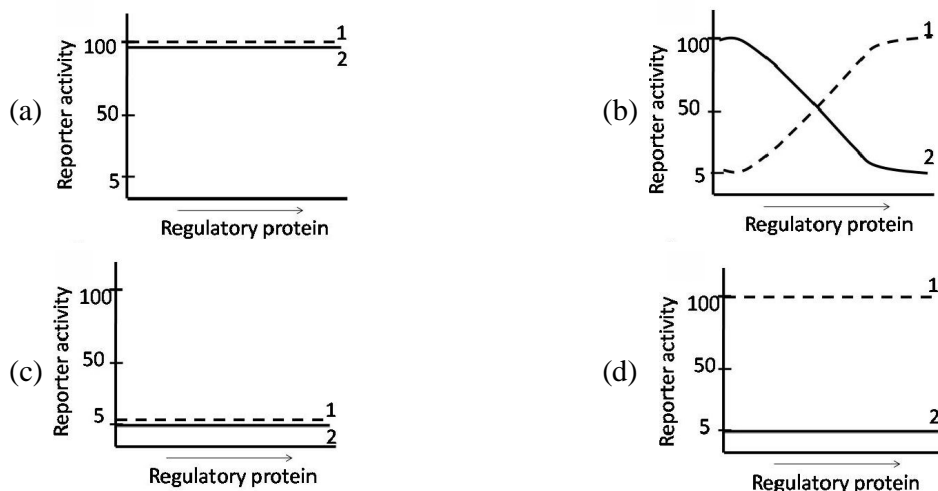 (a)
Reporter activity
100
50
5
1
2
Regulatory protein
(b)
Reporter activity
100
50
5
1
2
Regulatory protein
(c)
Reporter activity
100
50
5
1
2
Regulatory protein
(d)
Reporter activity
100
50
5
1
2
Regulatory protein